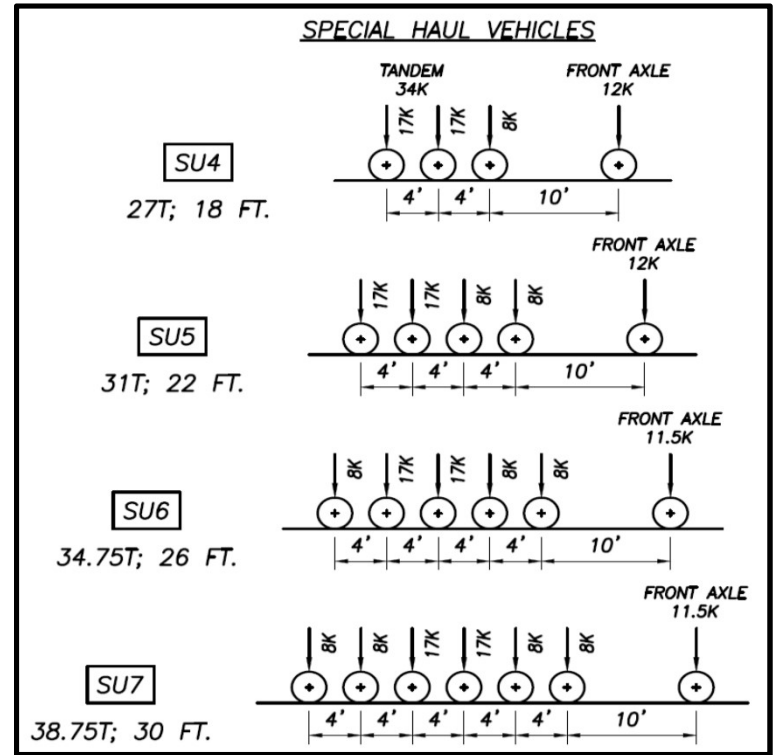 SPECIAL HAUL VEHICLES
TANDEM
34K
FRONT AXLE
12K
17K 17K 8K
SU4
4' 4' 10'
27T; 18 FT.
FRONT AXLE
12K
17K 17K 8K 8K
SU5
4' 4' 4' 10'
31T; 22 FT.
FRONT AXLE
11.5K
8K 17K 17K 8K 8K
SU6
4' 4' 4' 4' 10'
34.75T; 26 FT.
FRONT AXLE
11.5K
8K 8K 17K 17K 8K 8K
SU7
4' 4' 4' 4' 4' 10'
38.75T; 30 FT.